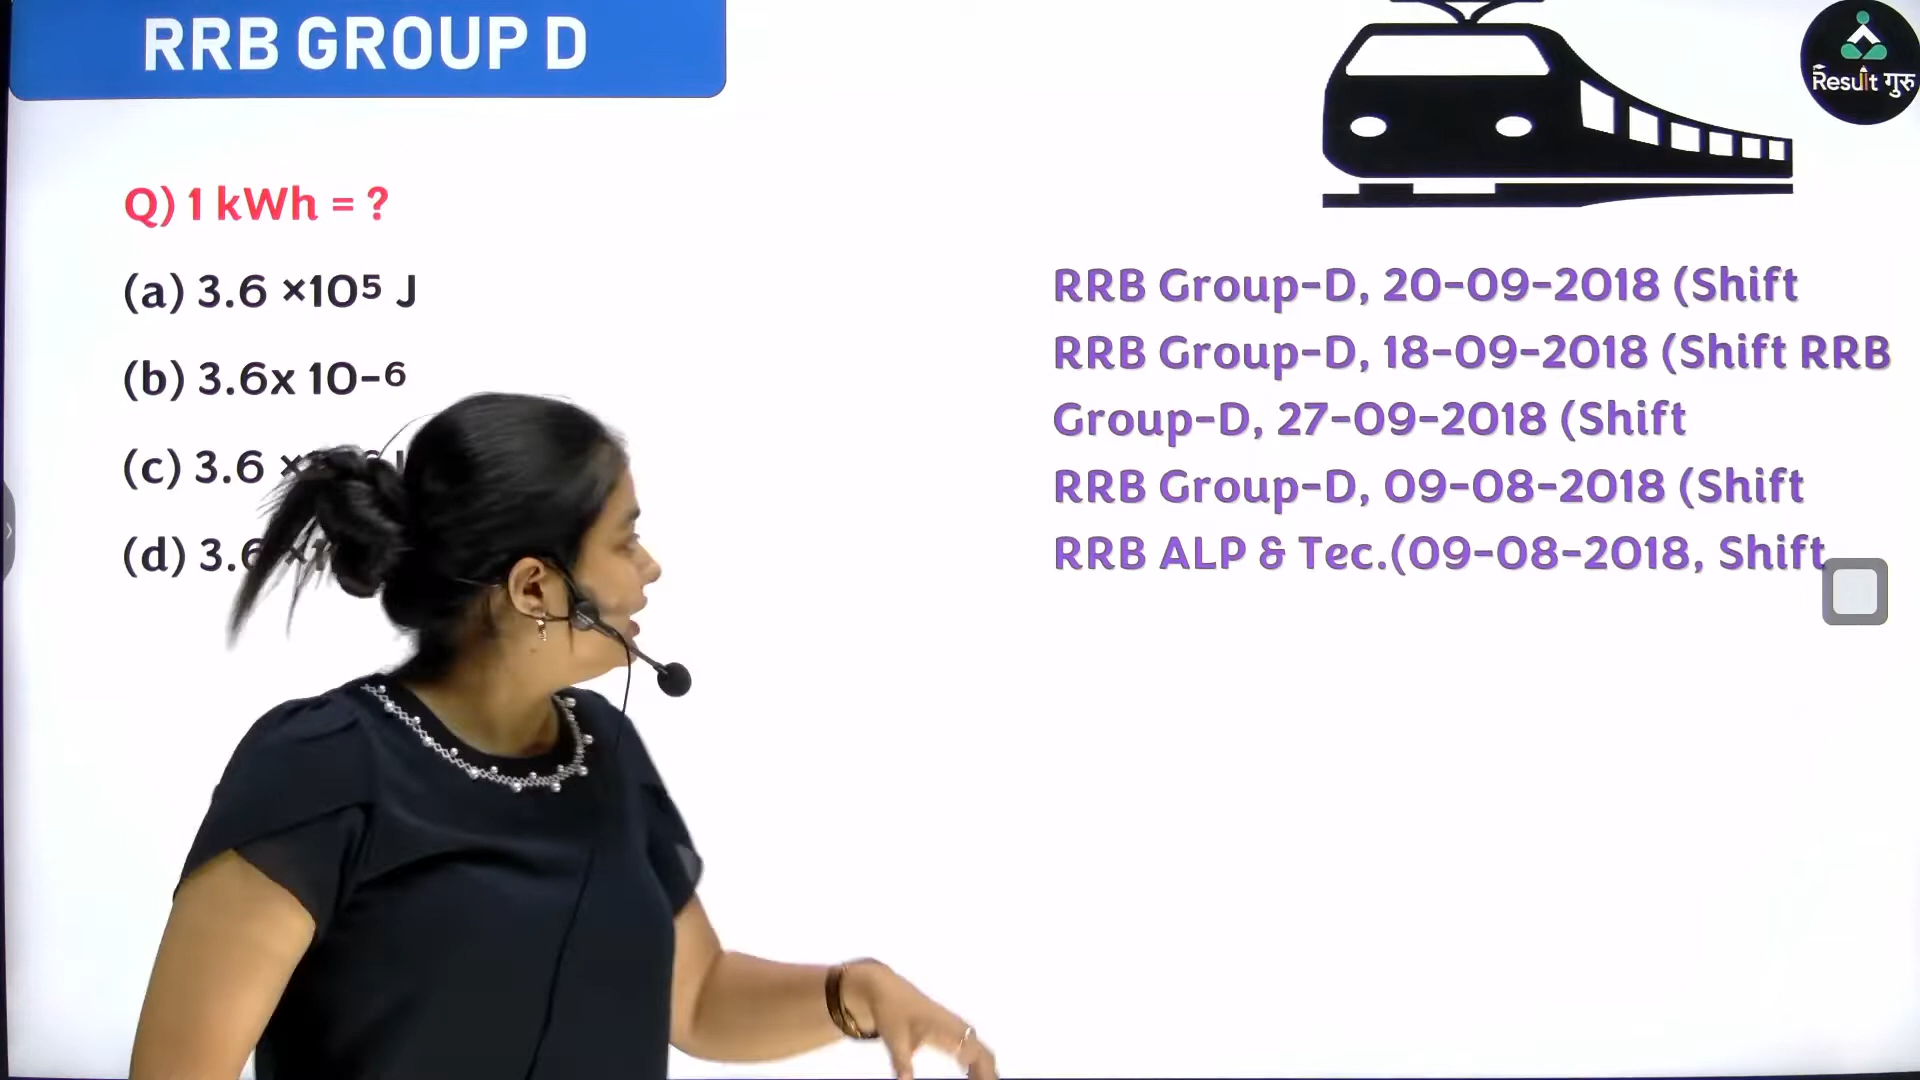 RRB GROUP D
Result गुरु
Q) 1 kWh = ?
(a) 3.6 ×10⁵ J
(b) 3.6x 10-⁶
(c) 3.6
(d) 3.6
RRB Group-D, 20-09-2018 (Shift
RRB Group-D, 18-09-2018 (Shift RRB
Group-D, 27-09-2018 (Shift
RRB Group-D, 09-08-2018 (Shift
RRB ALP & Tec.(09-08-2018, Shift